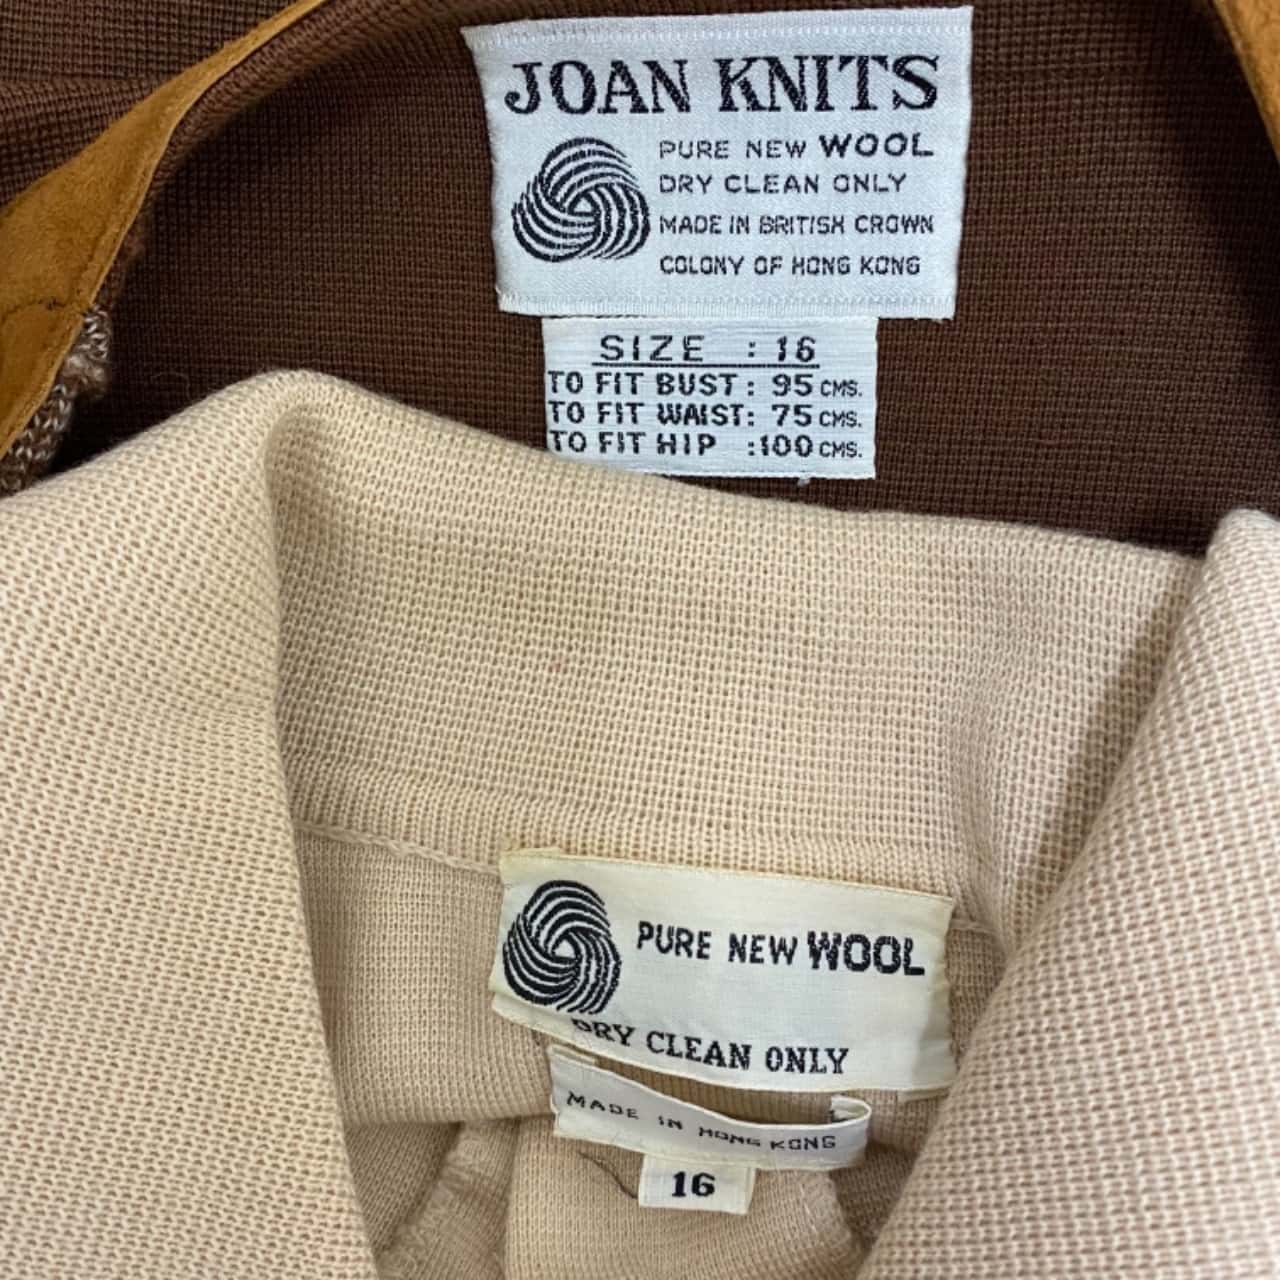 JOAN KNITS
PURE NEW WOOL
DRY CLEAN ONLY
MADE IN BRITISH CROWN
COLONY OF HONG KONG
SIZE : 16
TO FIT BUST: 95 CMS.
TO FIT WAIST: 75 CMS.
TO FIT HIP :100 CMS.
PURE NEW WOOL
DRY CLEAN ONLY
MADE IN HONG KONG
16